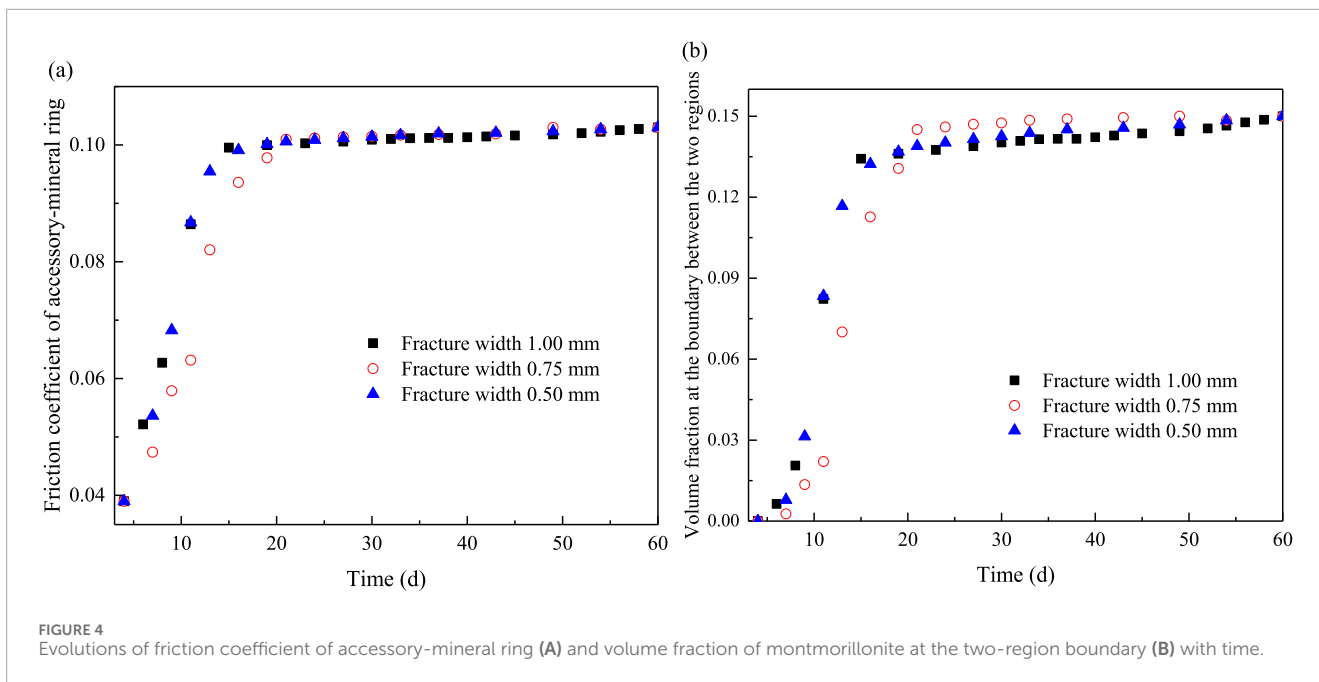 (a)
Friction coefficient of accessory-mineral ring
0.10
0.08
0.06
0.04
Fracture width 1.00 mm
Fracture width 0.75 mm
Fracture width 0.50 mm
10
20
30
40
50
60
Time (d)
(b)
Volume fraction at the boundary between the two regions
0.15
0.12
0.09
0.06
0.03
0.00
Fracture width 1.00 mm
Fracture width 0.75 mm
Fracture width 0.50 mm
10
20
30
40
50
60
Time (d)
FIGURE 4
Evolutions of friction coefficient of accessory-mineral ring (A) and volume fraction of montmorillonite at the two-region boundary (B) with time.